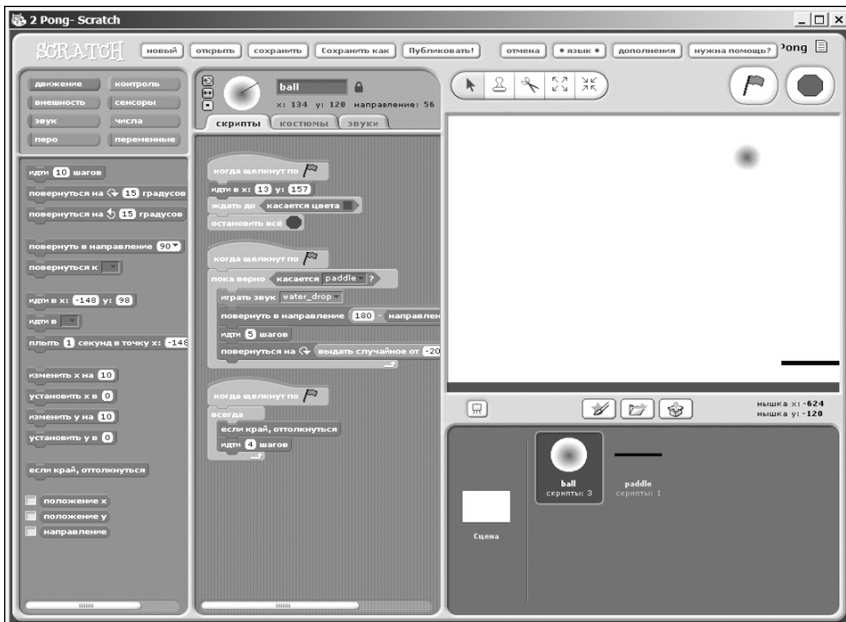 2 Pong- Scratch
SCRATCH
новый
открыть
сохранить
Сохранить как
Публиковать!
отмена
язык
дополнения
нужна помощь?
Pong
движение контроль
внешность сенсоры
звук числа
перо переменные
идти 10 шагов
повернуться на 15 градусов
повернуться на 15 градусов
повернуть в направление 90
повернуться к
идти в x: -148 y: 98
идти в
плыть 1 секунд в точку x: -148
изменить x на 10
установить x в 0
изменить y на 10
установить y в 0
если край, оттолкнуться
положение x
положение y
направление
ball
x: 134 y: 120 направление: 56
скрипты костюмы звуки
когда щелкнут по
идти в x: 13 y: 157
ждать до касается цвета
остановить всё
когда щелкнут по
пока верно касается paddle ?
играть звук water_drop
повернуть в направление 180 - направлен
идти 5 шагов
повернуться на выдать случайное от -20
когда щелкнут по
всегда
если край, оттолкнуться
идти 4 шагов
мышка x: -624
мышка y: -120
Сцена
ball
скрипты: 3
paddle
скрипты: 1